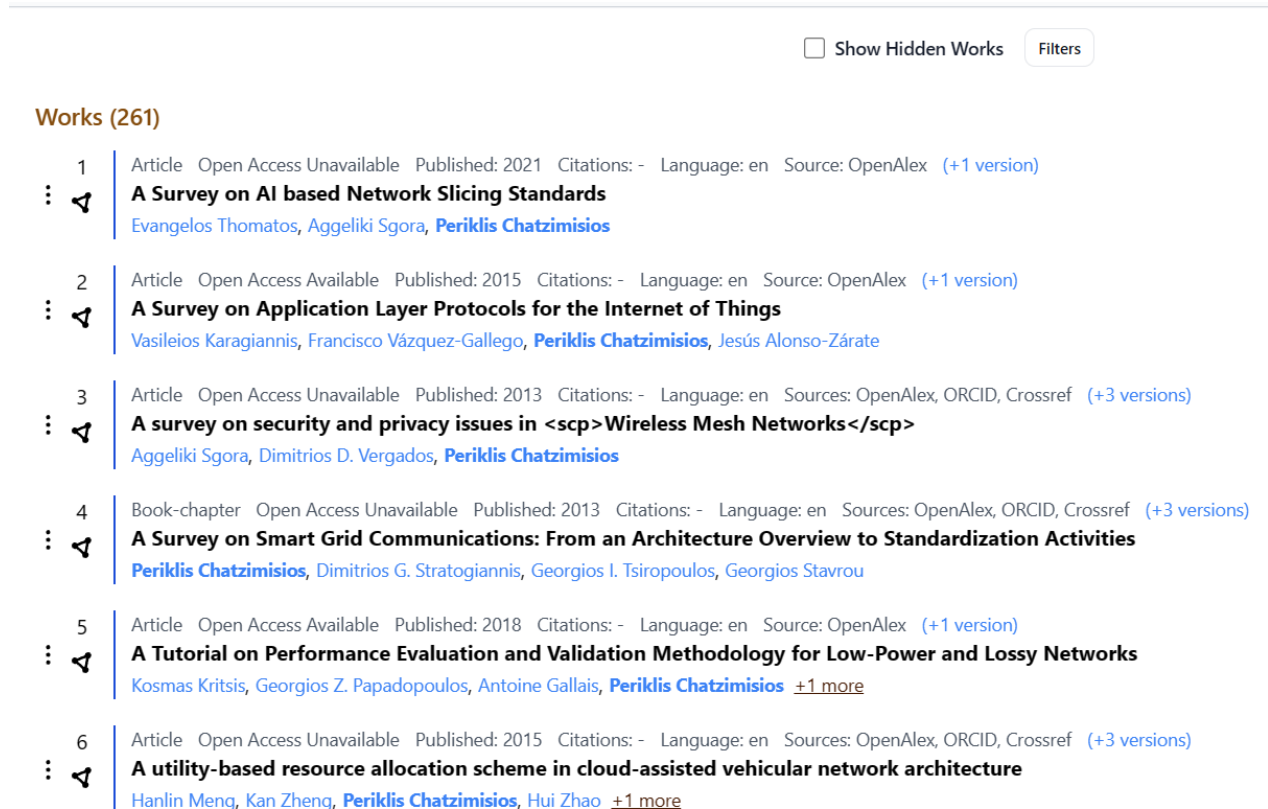 Show Hidden Works Filters
Works (261)
1 Article Open Access Unavailable Published: 2021 Citations: - Language: en Source: OpenAlex (+1 version)
A Survey on AI based Network Slicing Standards
Evangelos Thomatos, Aggeliki Sgora, Periklis Chatzimisios
2 Article Open Access Available Published: 2015 Citations: - Language: en Source: OpenAlex (+1 version)
A Survey on Application Layer Protocols for the Internet of Things
Vasileios Karagiannis, Francisco Vázquez-Gallego, Periklis Chatzimisios, Jesús Alonso-Zárate
3 Article Open Access Unavailable Published: 2013 Citations: - Language: en Sources: OpenAlex, ORCID, Crossref (+3 versions)
A survey on security and privacy issues in <scp>Wireless Mesh Networks</scp>
Aggeliki Sgora, Dimitrios D. Vergados, Periklis Chatzimisios
4 Book-chapter Open Access Unavailable Published: 2013 Citations: - Language: en Sources: OpenAlex, ORCID, Crossref (+3 versions)
A Survey on Smart Grid Communications: From an Architecture Overview to Standardization Activities
Periklis Chatzimisios, Dimitrios G. Stratogiannis, Georgios I. Tsiropoulos, Georgios Stavrou
5 Article Open Access Available Published: 2018 Citations: - Language: en Source: OpenAlex (+1 version)
A Tutorial on Performance Evaluation and Validation Methodology for Low-Power and Lossy Networks
Kosmas Kritsis, Georgios Z. Papadopoulos, Antoine Gallais, Periklis Chatzimisios +1 more
6 Article Open Access Unavailable Published: 2015 Citations: - Language: en Sources: OpenAlex, ORCID, Crossref (+3 versions)
A utility-based resource allocation scheme in cloud-assisted vehicular network architecture
Hanlin Meng, Kan Zheng, Periklis Chatzimisios, Hui Zhao +1 more